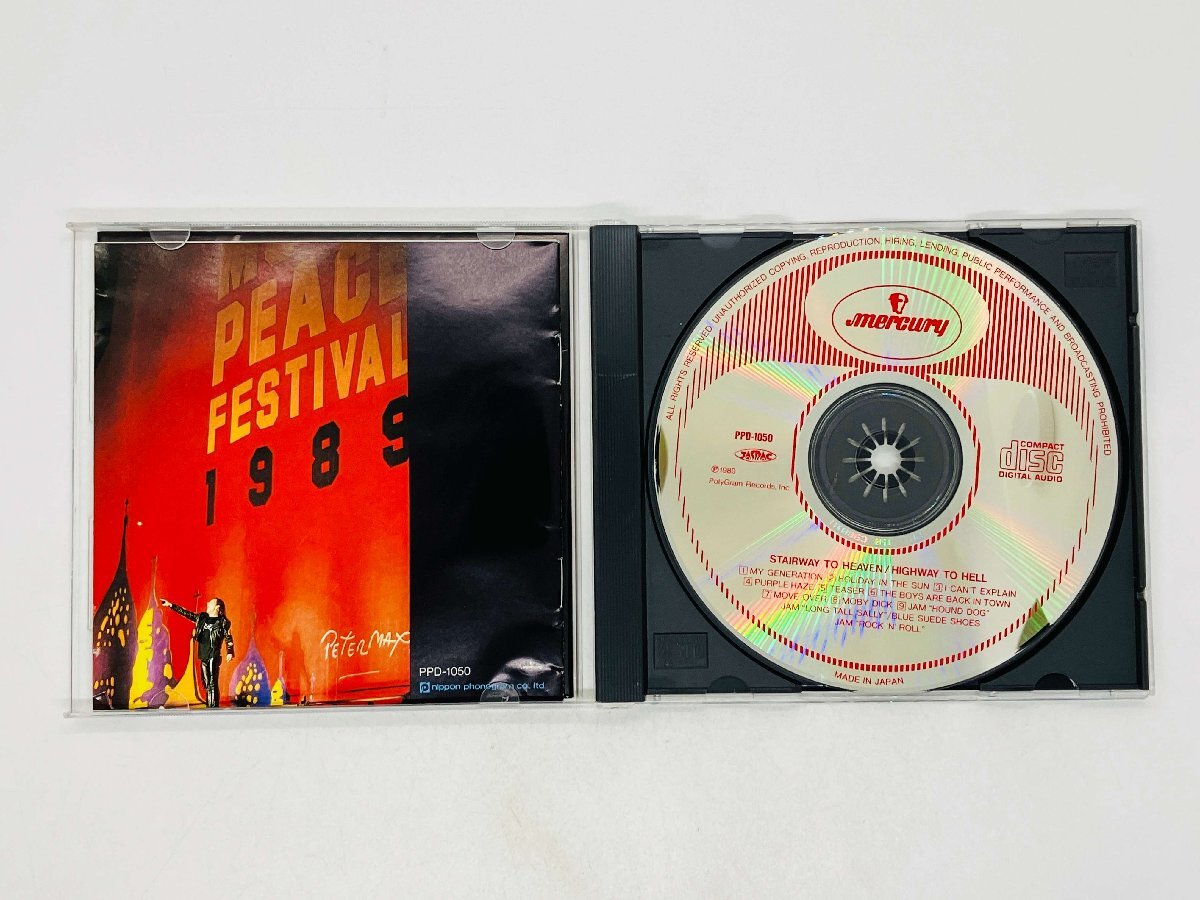 M
PEACE
FESTIVAL
1989
PETER MAX
PPD-1050
nippon phonogram co., ltd.
ALL RIGHTS RESERVED UNAUTHORIZED COPYING, REPRODUCTION, HIRING, LENDING, PUBLIC PERFORMANCE AND BROADCASTING PROHIBITED
mercury
PPD-1050
JASRAC
℗ 1989
PolyGram Records, Inc.
COMPACT
disc
DIGITAL AUDIO
STAIRWAY TO HEAVEN/HIGHWAY TO HELL
1 MY GENERATION 2 HOLIDAY IN THE SUN 3 I CAN'T EXPLAIN
4 PURPLE HAZE 5 TEASER 6 THE BOYS ARE BACK IN TOWN
7 MOVE OVER 8 MOBY DICK 9 JAM "HOUND DOG"
JAM "LONG TALL SALLY"/BLUE SUEDE SHOES
JAM "ROCK 'N' ROLL"
MADE IN JAPAN